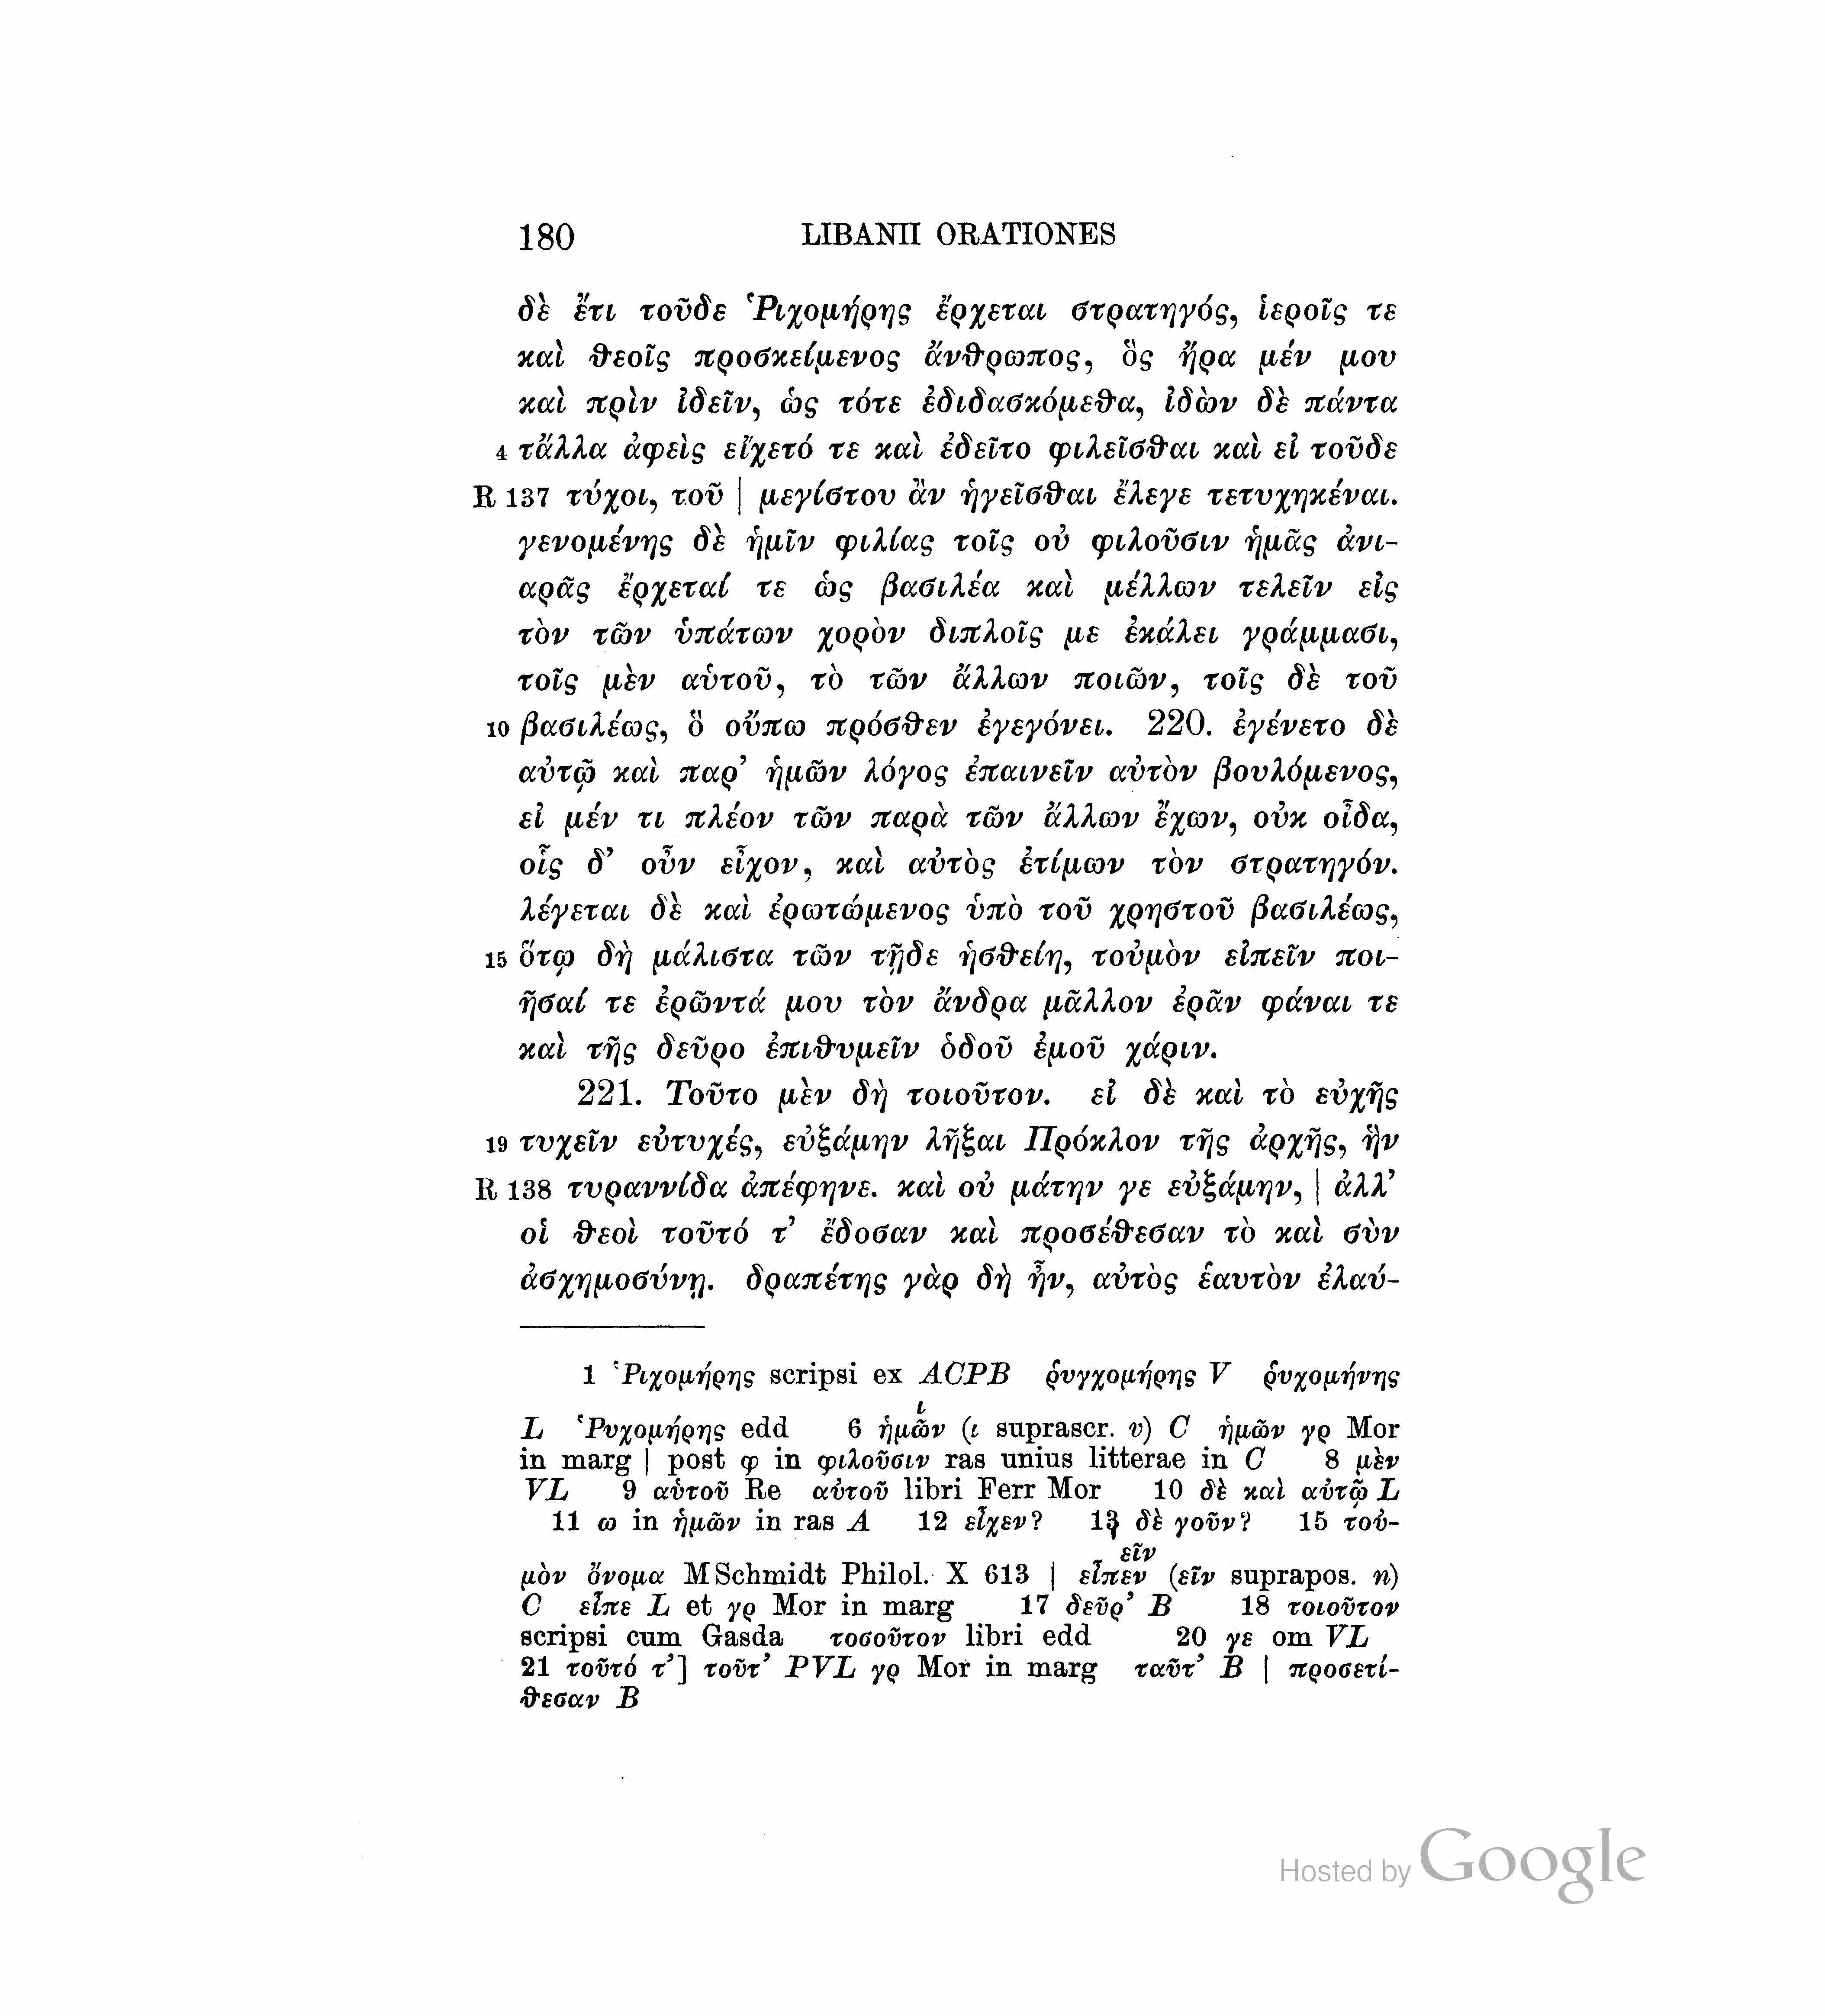 180 LIBANII ORATIONES
δὲ ἔτι τοῦδε Ῥιχομήρης ἔρχεται στρατηγός, ἱεροῖς τε
καὶ θεοῖς προσκείμενος ἄνθρωπος, ὃς ἤρα μέν μου
καὶ πρὶν ἰδεῖν, ὡς τότε ἐδιδασκόμεθα, ἰδὼν δὲ πάντα
4 τἄλλα ἀφεὶς εἴχετό τε καὶ ἐδεῖτο φιλεῖσθαι καὶ εἰ τοῦδε
R 137 τύχοι, τοῦ | μεγίστου ἂν ἡγεῖσθαι ἔλεγε τετυχηκέναι.
γενομένης δὲ ἡμῖν φιλίας τοῖς οὐ φιλοῦσιν ἡμᾶς ἀνι-
αρᾶς ἔρχεταί τε ὡς βασιλέα καὶ μέλλων τελεῖν εἰς
τὸν τῶν ὑπάτων χορὸν διπλοῖς με ἐκάλει γράμμασι,
τοῖς μὲν αὑτοῦ, τὸ τῶν ἄλλων ποιῶν, τοῖς δὲ τοῦ
10 βασιλέως, ὃ οὔπω πρόσθεν ἐγεγόνει. 220. ἐγένετο δὲ
αὐτῷ καὶ παρ’ ἡμῶν λόγος ἐπαινεῖν αὐτὸν βουλόμενος,
εἰ μέν τι πλέον τῶν παρὰ τῶν ἄλλων ἔχων, οὐκ οἶδα,
οἷς δ’ οὖν εἶχον, καὶ αὐτὸς ἐτίμων τὸν στρατηγόν.
λέγεται δὲ καὶ ἐρωτώμενος ὑπὸ τοῦ χρηστοῦ βασιλέως,
15 ὅτῳ δὴ μάλιστα τῶν τῇδε ἡσθείη, τοὐμὸν εἰπεῖν ποι-
ῆσαί τε ἐρῶντά μου τὸν ἄνδρα μᾶλλον ἐρᾶν φάναι τε
καὶ τῆς δεῦρο ἐπιθυμεῖν ὁδοῦ ἐμοῦ χάριν.
221. Τοῦτο μὲν δὴ τοιοῦτον. εἰ δὲ καὶ τὸ εὐχῆς
19 τυχεῖν εὐτυχές, εὐξάμην λῆξαι Πρόκλον τῆς ἀρχῆς, ἣν
R 138 τυραννίδα ἀπέφηνε. καὶ οὐ μάτην γε εὐξάμην, | ἀλλ’
οἱ θεοὶ τοῦτό τ’ ἔδοσαν καὶ προσέθεσαν τὸ καὶ σὺν
ἀσχημοσύνῃ. δραπέτης γὰρ δὴ ἦν, αὐτὸς ἑαυτὸν ἐλαύ-
1 Ῥιχομήρης scripsi ex ACPB ῥυγχομήρης V ῥυχομήνης
ι
L Ῥυχομήρης edd 6 ἡμῶν (ι suprascr. υ) C ἡμῶν γρ Mor
in marg | post φ in φιλοῦσιν ras unius litterae in C 8 μὲν
VL 9 αὑτοῦ Re αὐτοῦ libri Ferr Mor 10 δὲ καὶ αὐτῷ L
11 ω in ἡμῶν in ras A 12 εἶχεν? 13 δὲ γοῦν? 15 τοὐ-
εῖν
μὸν ὄνομα MSchmidt Philol. X 613 | εἶπεν (εῖν suprapos. n)
C εἶπε L et γρ Mor in marg 17 δεῦρ’ B 18 τοιοῦτον
scripsi cum Gasda τοσοῦτον libri edd 20 γε om VL
21 τοῦτό τ’] τοῦτ’ PVL γρ Mor in marg ταῦτ’ B | προσετί-
θεσαν B
Hosted by Google